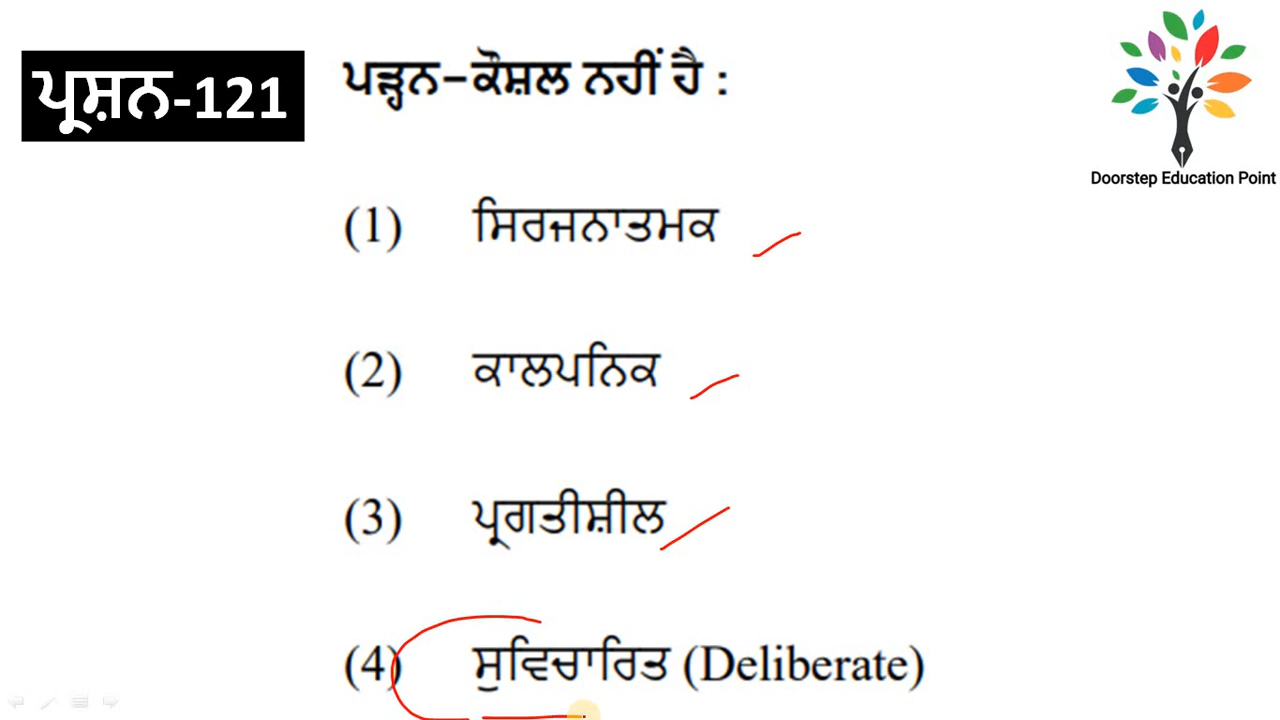 ਪ੍ਰਸ਼ਨ-121
ਪੜ੍ਹਨ-ਕੌਸ਼ਲ ਨਹੀਂ ਹੈ :
Doorstep Education Point
(1) ਸਿਰਜਨਾਤਮਕ
(2) ਕਾਲਪਨਿਕ
(3) ਪ੍ਰਗਤੀਸ਼ੀਲ
(4) ਸੁਵਿਚਾਰਿਤ (Deliberate)